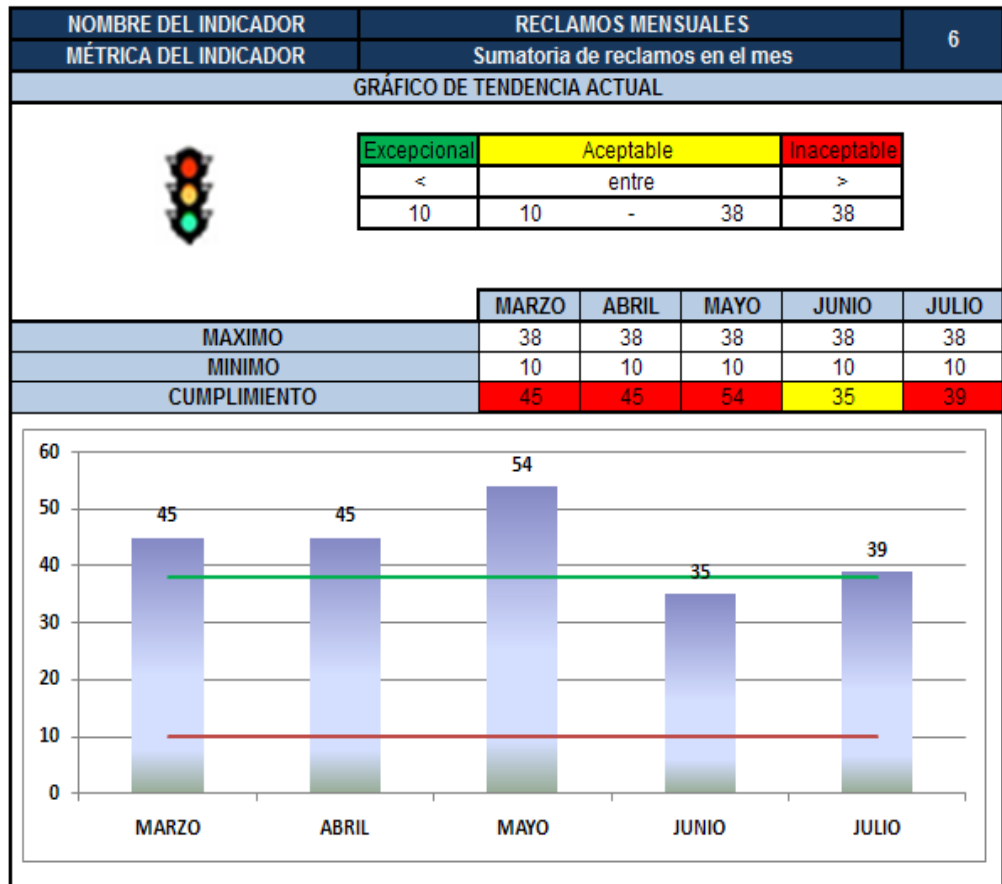 NOMBRE DEL INDICADOR RECLAMOS MENSUALES 6
MÉTRICA DEL INDICADOR Sumatoria de reclamos en el mes
GRÁFICO DE TENDENCIA ACTUAL
Excepcional Aceptable Inaceptable
< entre >
10 10 - 38 38
MARZO ABRIL MAYO JUNIO JULIO
MAXIMO 38 38 38 38 38
MINIMO 10 10 10 10 10
CUMPLIMIENTO 45 45 54 35 39
60
50
40
30
20
10
0
45 45 54 35 39
MARZO ABRIL MAYO JUNIO JULIO